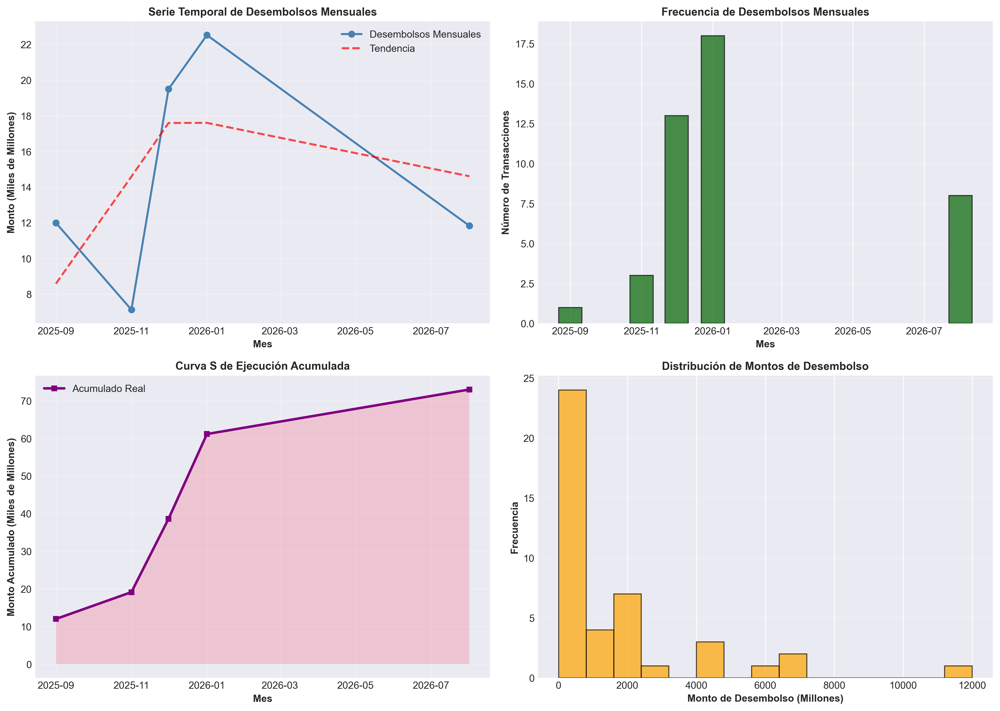 Serie Temporal de Desembolsos Mensuales
Desembolsos Mensuales
Tendencia
Monto (Miles de Millones)
22
20
18
16
14
12
10
8
2025-09 2025-11 2026-01 2026-03 2026-05 2026-07
Mes
Frecuencia de Desembolsos Mensuales
Número de Transacciones
17.5
15.0
12.5
10.0
7.5
5.0
2.5
0.0
2025-09 2025-11 2026-01 2026-03 2026-05 2026-07
Mes
Curva S de Ejecución Acumulada
Acumulado Real
Monto Acumulado (Miles de Millones)
70
60
50
40
30
20
10
0
2025-09 2025-11 2026-01 2026-03 2026-05 2026-07
Mes
Distribución de Montos de Desembolso
Frecuencia
25
20
15
10
5
0
0 2000 4000 6000 8000 10000 12000
Monto de Desembolso (Millones)